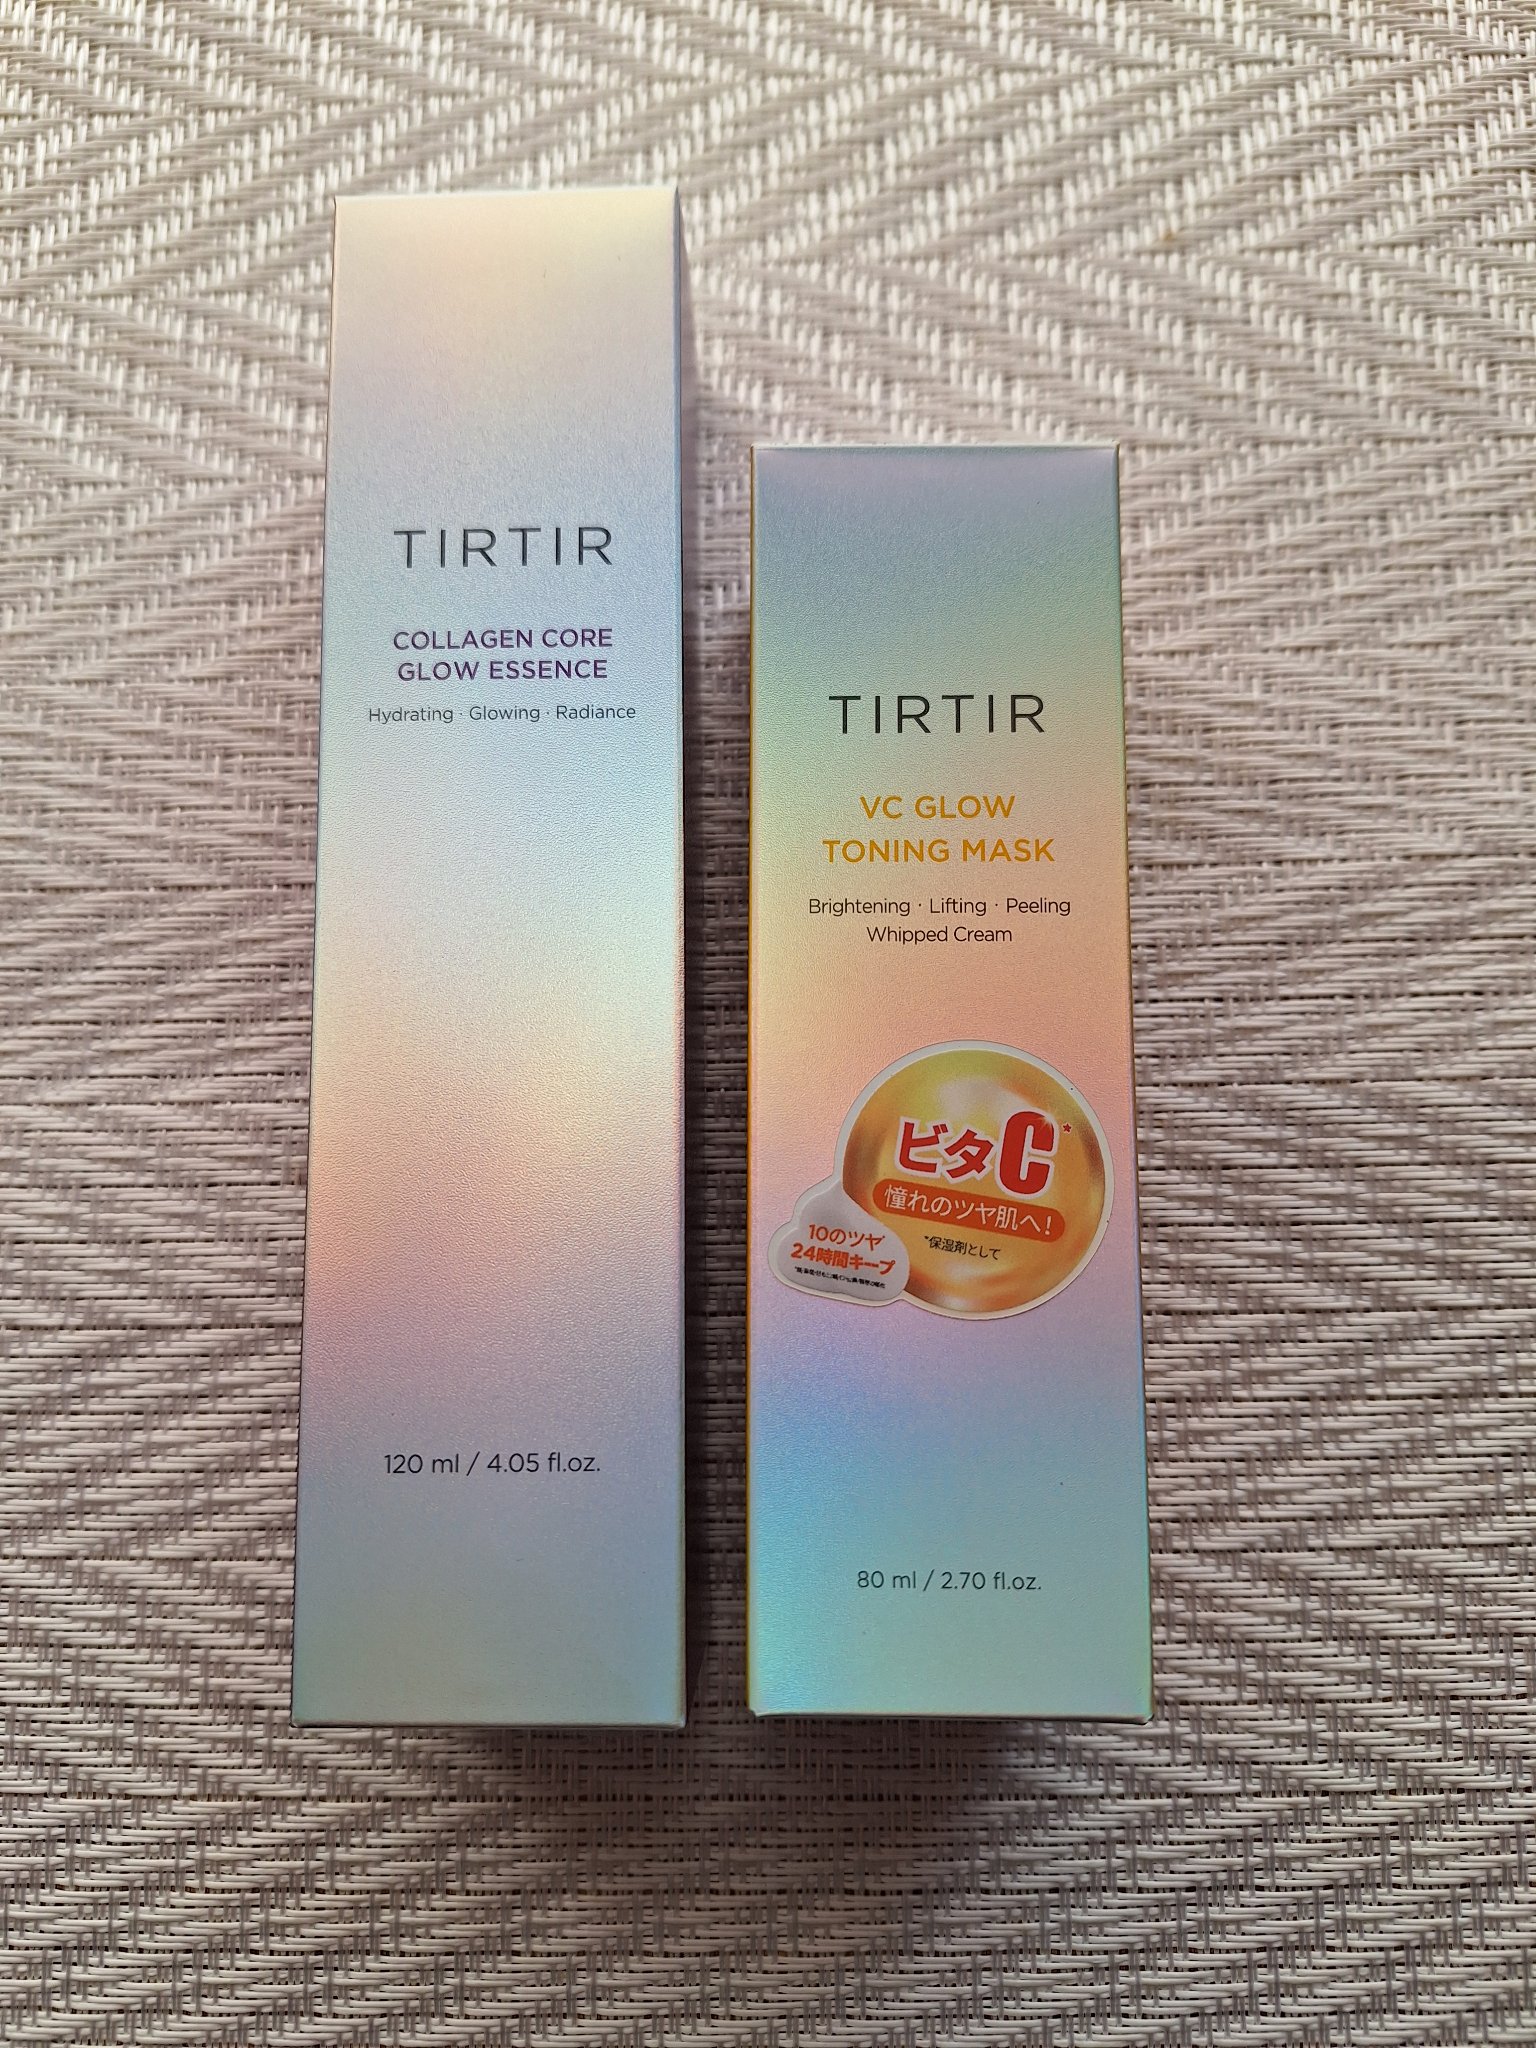 TIRTIR
COLLAGEN CORE
GLOW ESSENCE
Hydrating · Glowing · Radiance
120 ml / 4.05 fl.oz.
TIRTIR
VC GLOW
TONING MASK
Brightening · Lifting · Peeling
Whipped Cream
ビタC*
憧れのツヤ肌へ!
*保湿剤として
10のツヤ
24時間キープ
80 ml / 2.70 fl.oz.